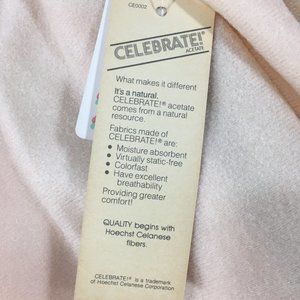 CE0002
CELEBRATE!®
ACETATE
What makes it different
It's a natural.
CELEBRATE!® acetate
comes from a natural
resource.
Fabrics made of
CELEBRATE!® are:
• Moisture absorbent
• Virtually static-free
• Colorfast
• Have excellent
breathability
Providing greater
comfort!
QUALITY begins with
Hoechst Celanese
fibers.
CELEBRATE!® is a trademark
of Hoechst Celanese Corporation